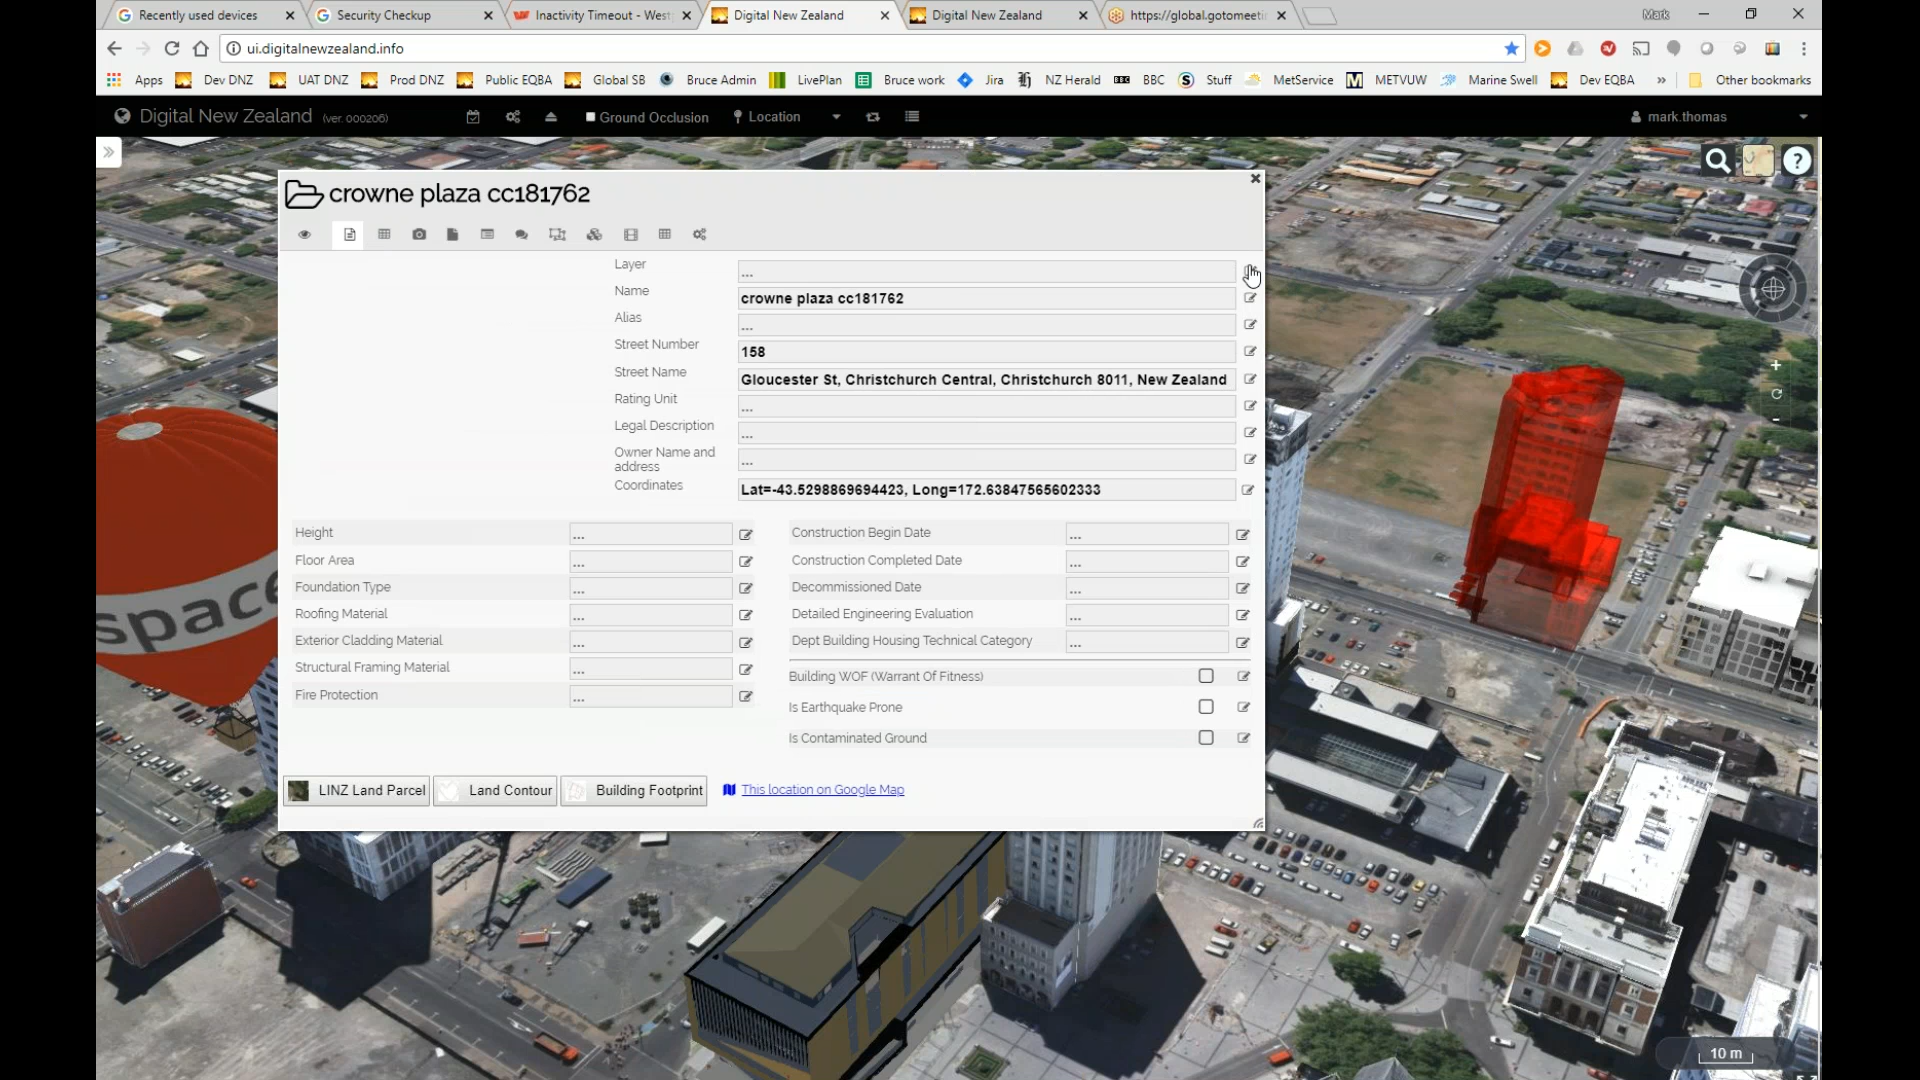 Recently used devices
Security Checkup
Inactivity Timeout - West
Digital New Zealand
Digital New Zealand
https://global.gotomeeti
Mark
ui.digitalnewzealand.info
Apps
Dev DNZ
UAT DNZ
Prod DNZ
Public EQBA
Global SB
Bruce Admin
LivePlan
Bruce work
Jira
NZ Herald
BBC
Stuff
MetService
METVUW
Marine Swell
Dev EQBA
»
Other bookmarks
Digital New Zealand (ver. 000206)
Ground Occlusion
Location
mark.thomas
crowne plaza cc181762
Layer ...
Name crowne plaza cc181762
Alias ...
Street Number 158
Street Name Gloucester St, Christchurch Central, Christchurch 8011, New Zealand
Rating Unit ...
Legal Description ...
Owner Name and address ...
Coordinates Lat=-43.5298869694423, Long=172.63847565602333
Height ...
Floor Area ...
Foundation Type ...
Roofing Material ...
Exterior Cladding Material ...
Structural Framing Material ...
Fire Protection ...
Construction Begin Date ...
Construction Completed Date ...
Decommissioned Date ...
Detailed Engineering Evaluation ...
Dept Building Housing Technical Category ...
Building WOF (Warrant Of Fitness)
Is Earthquake Prone
Is Contaminated Ground
LINZ Land Parcel
Land Contour
Building Footprint
This location on Google Map
space
10 m